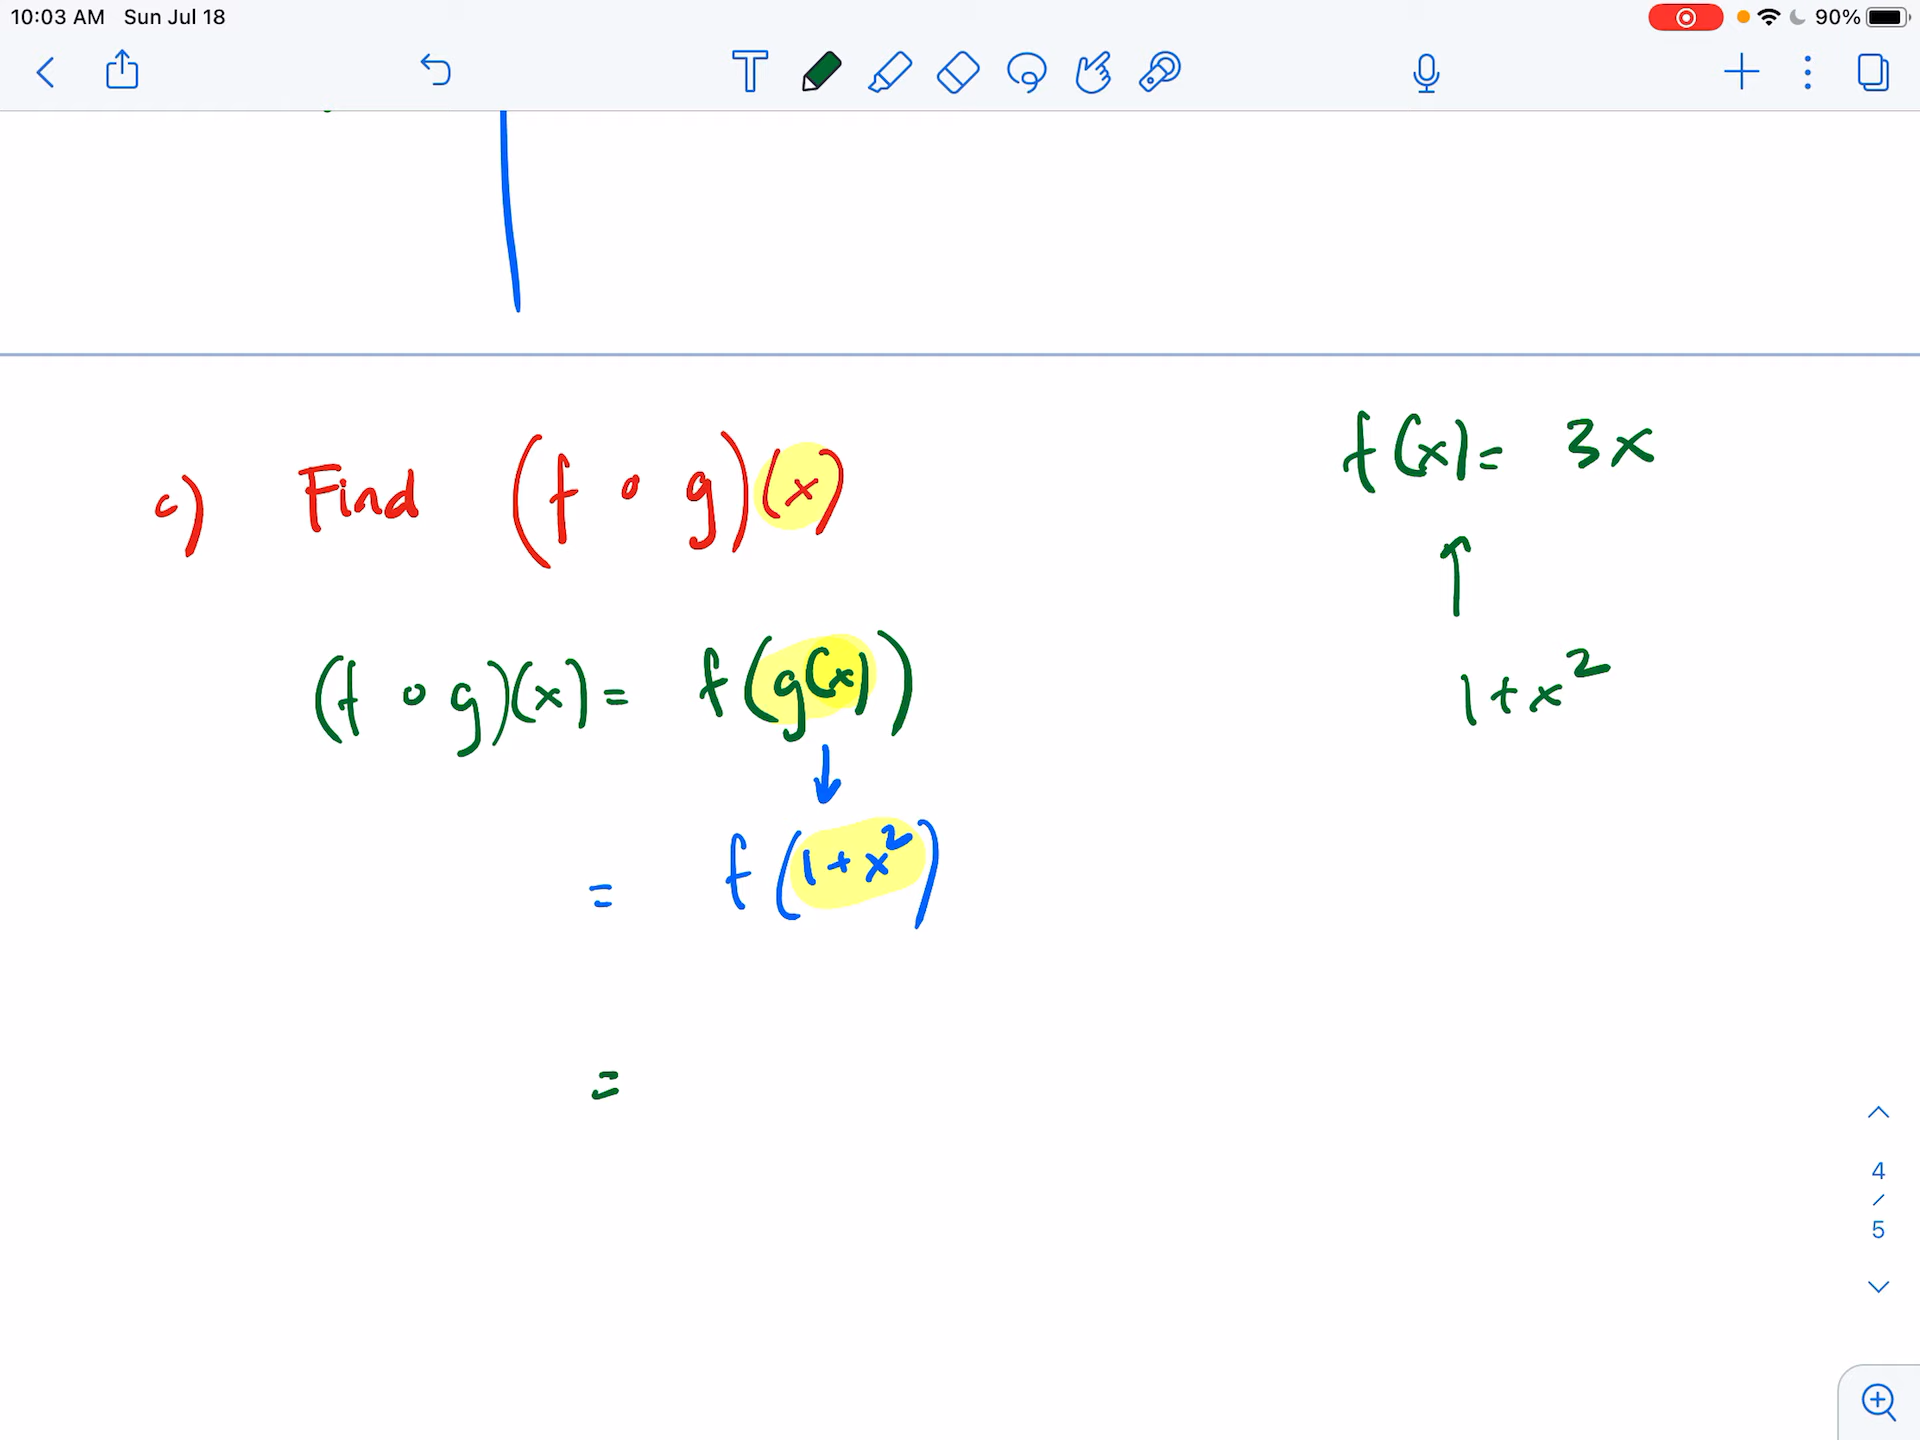 10:03 AM Sun Jul 18
90%
T
c) Find (f ∘ g)(x)
f(x) = 3x
(f ∘ g)(x) = f(g(x))
1 + x²
= f(1 + x²)
=
4
/
5